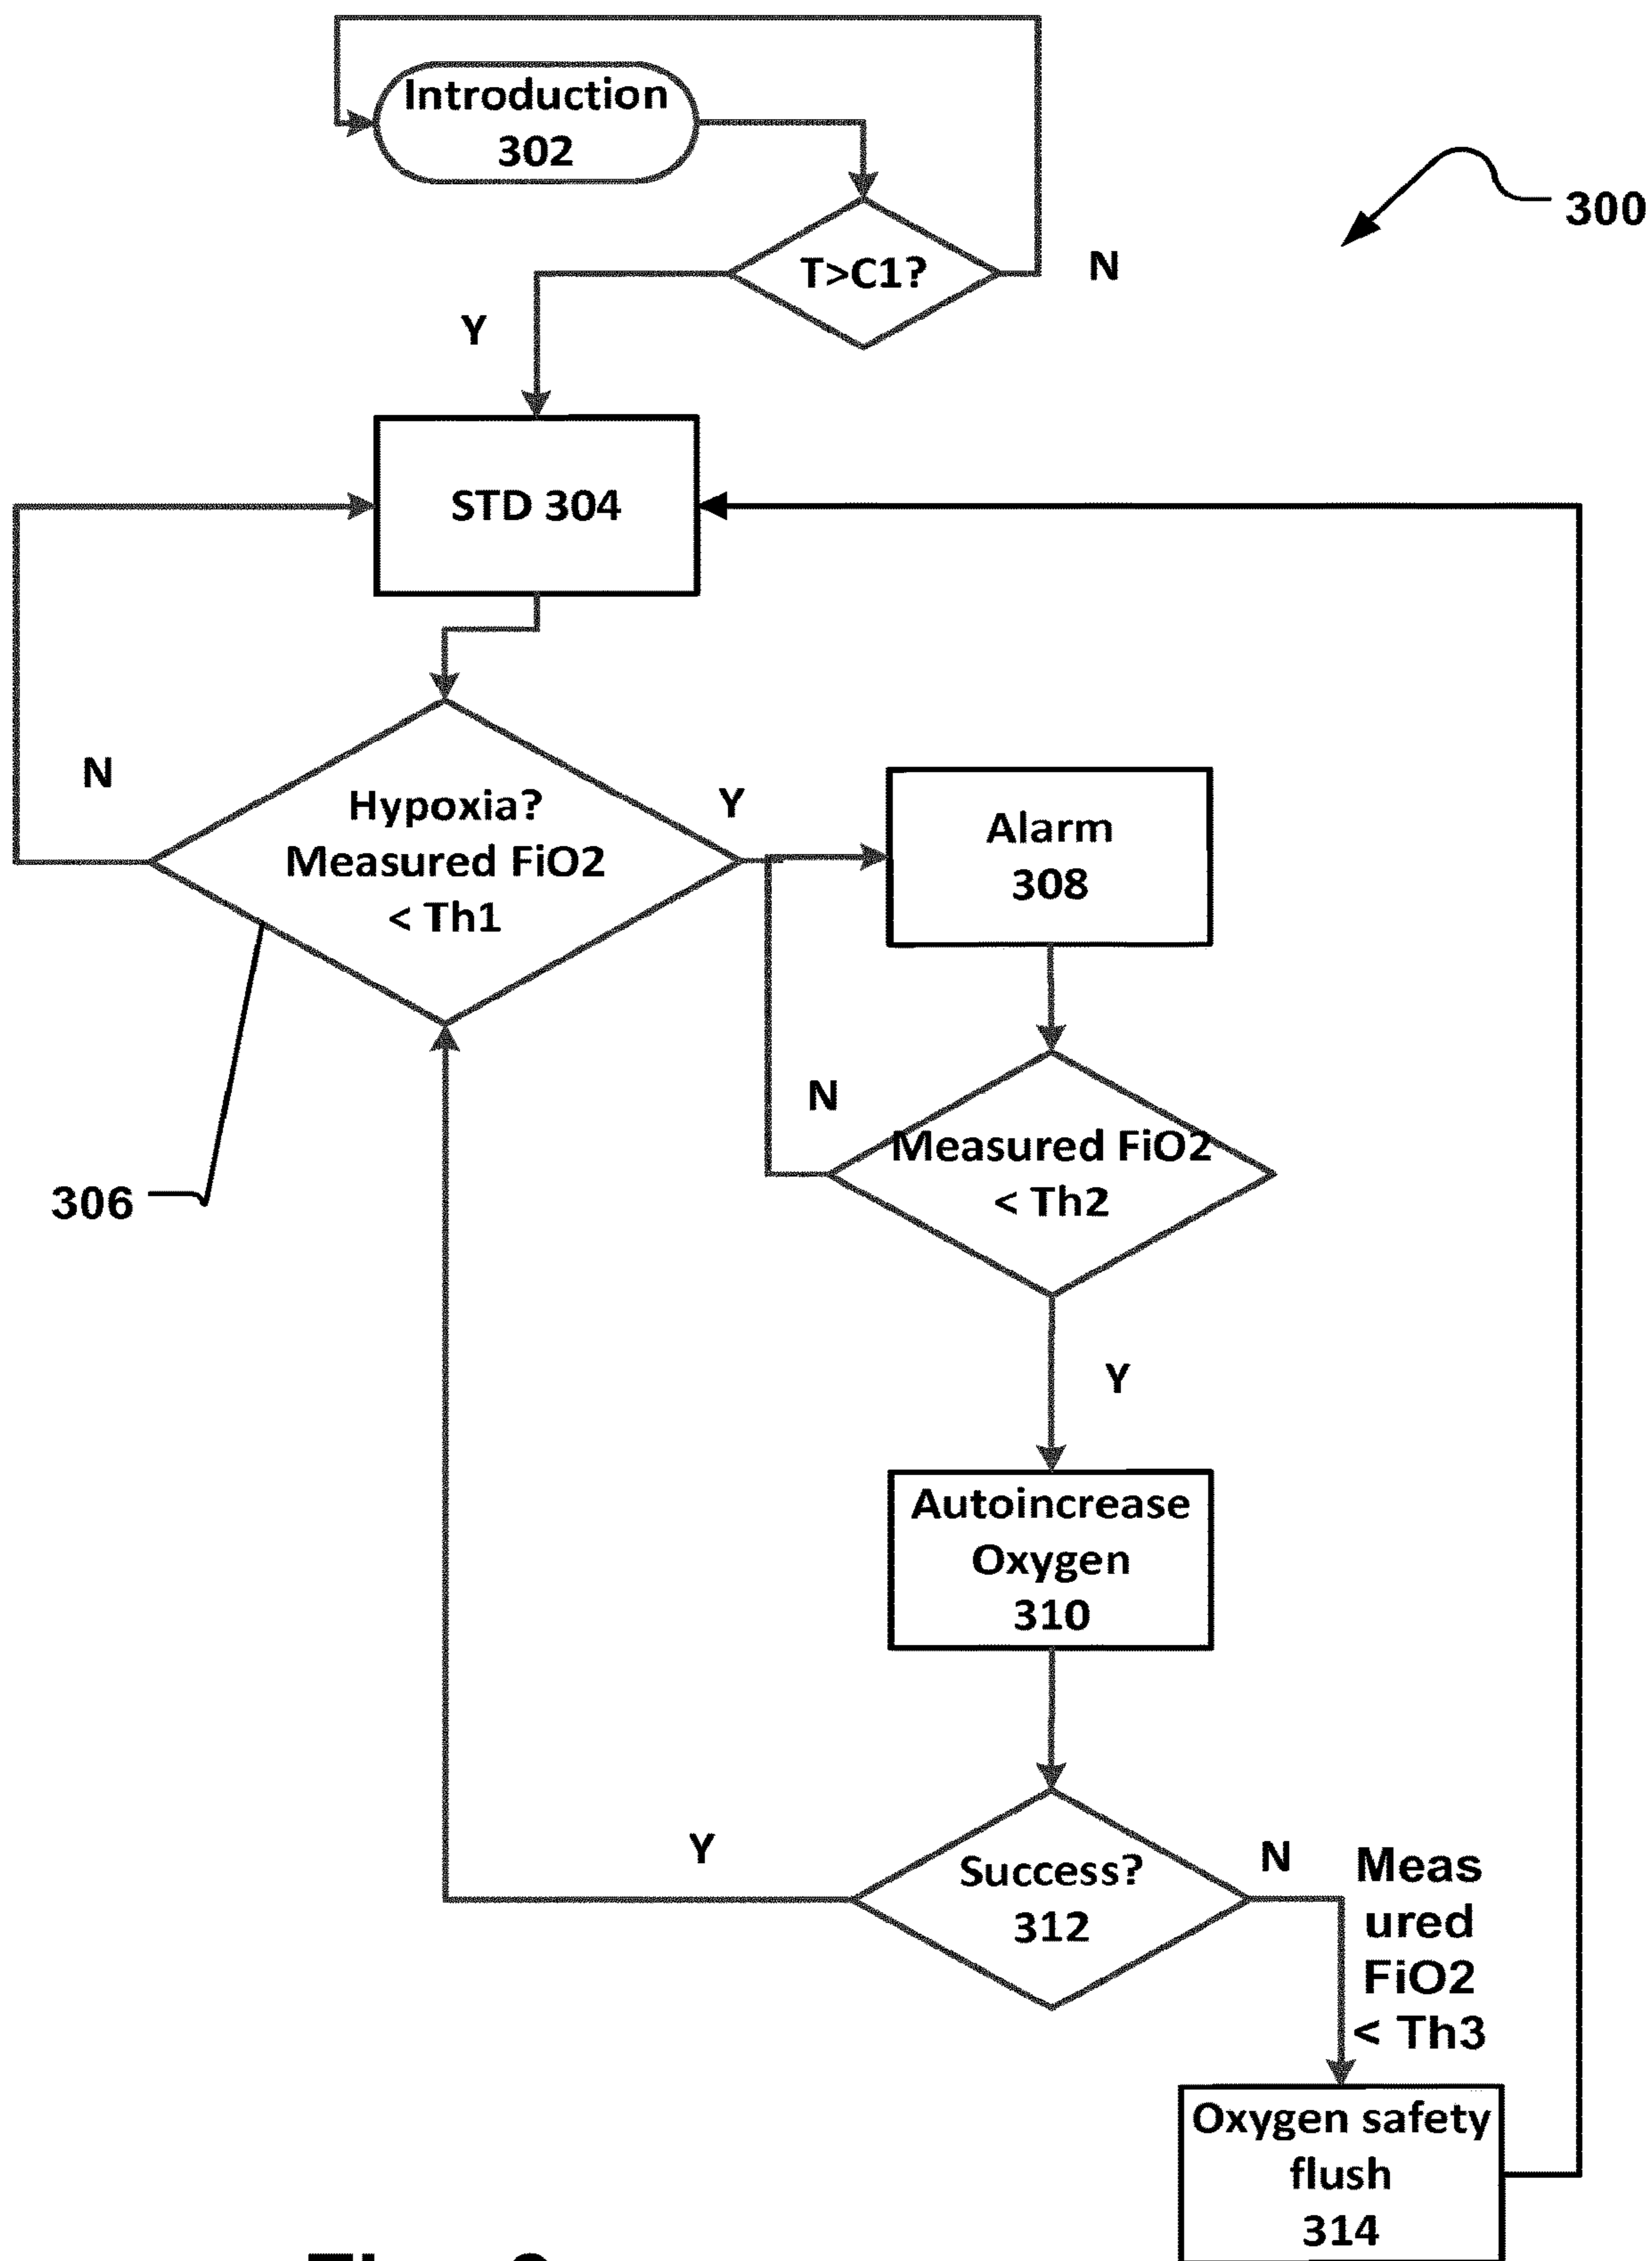 Introduction
302
300
T>C1?
N
Y
STD 304
N
Hypoxia?
Measured FiO2
< Th1
Y
Alarm
308
N
Measured FiO2
< Th2
306
Y
Autoincrease
Oxygen
310
Y
Success?
312
N
Meas
ured
FiO2
< Th3
Oxygen safety
flush
314